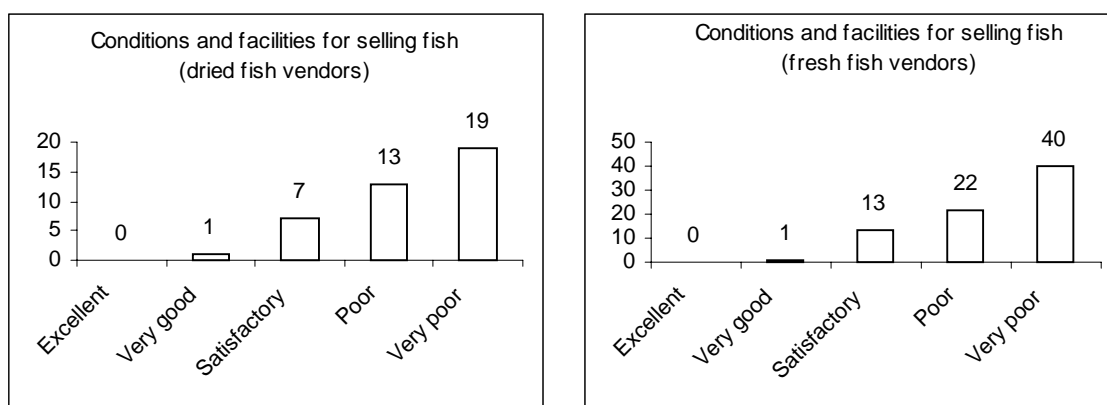 Conditions and facilities for selling fish
(dried fish vendors)
20
15
10
5
0
0
1
7
13
19
Excellent
Very good
Satisfactory
Poor
Very poor
Conditions and facilities for selling fish
(fresh fish vendors)
50
40
30
20
10
0
0
1
13
22
40
Excellent
Very good
Satisfactory
Poor
Very poor